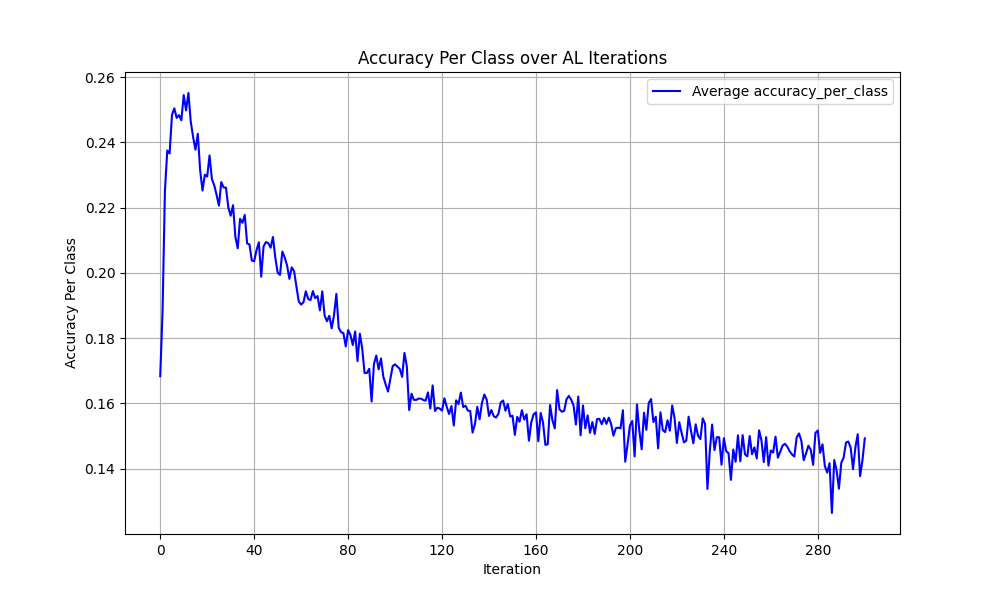 Accuracy Per Class over AL Iterations
Average accuracy_per_class
Accuracy Per Class
0.26
0.24
0.22
0.20
0.18
0.16
0.14
0 40 80 120 160 200 240 280
Iteration